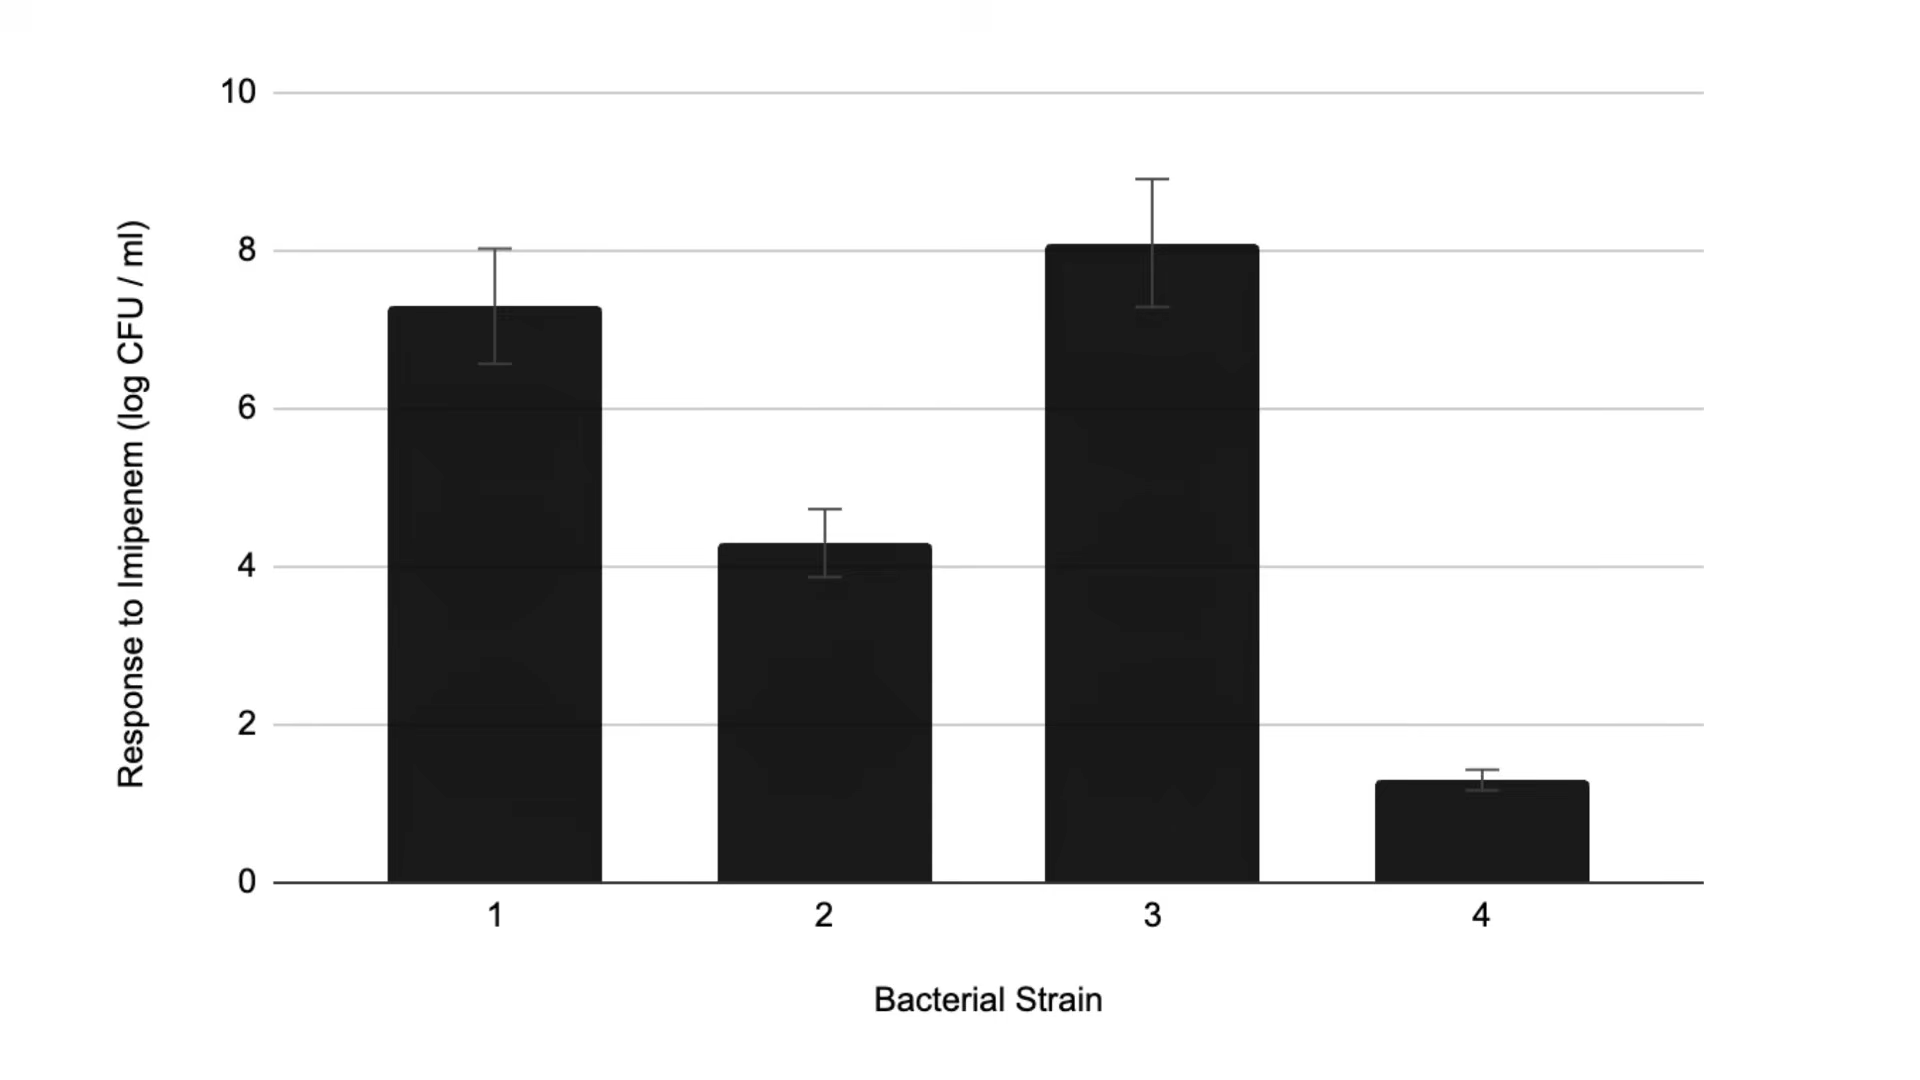 10
8
6
4
2
0
Response to Imipenem (log CFU / ml)
1 2 3 4
Bacterial Strain